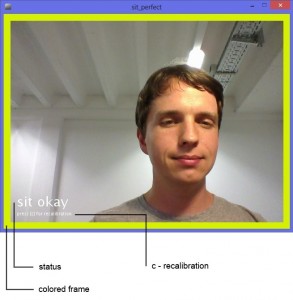 sit_perfect
sit okay
status
c - recalibration
colored frame